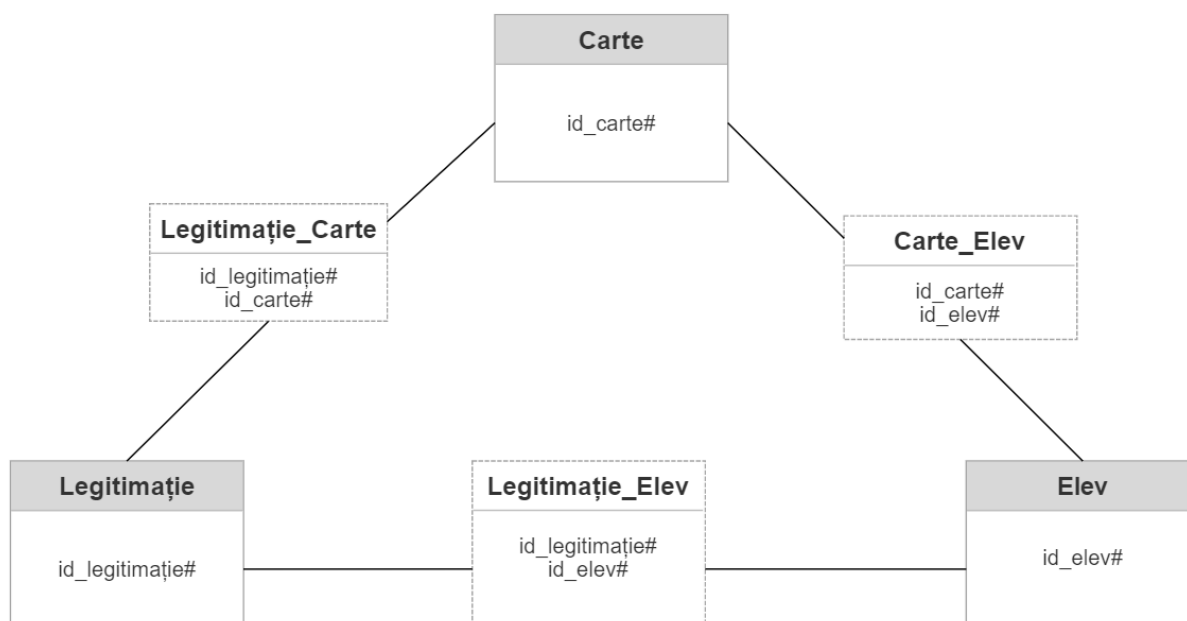 Carte
id_carte#
Legitimație_Carte
id_legitimație#
id_carte#
Carte_Elev
id_carte#
id_elev#
Legitimație
id_legitimație#
Legitimație_Elev
id_legitimație#
id_elev#
Elev
id_elev#